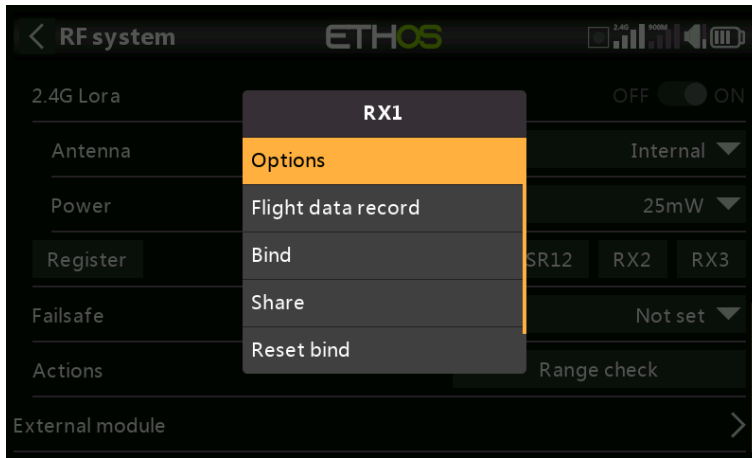 RF system
ETHOS
2.4G 900M
2.4G Lora
OFF ON
RX1
Antenna
Internal
Options
Power
25mW
Flight data record
Register
Bind
SR12 RX2 RX3
Share
Failsafe
Not set
Reset bind
Actions
Range check
External module